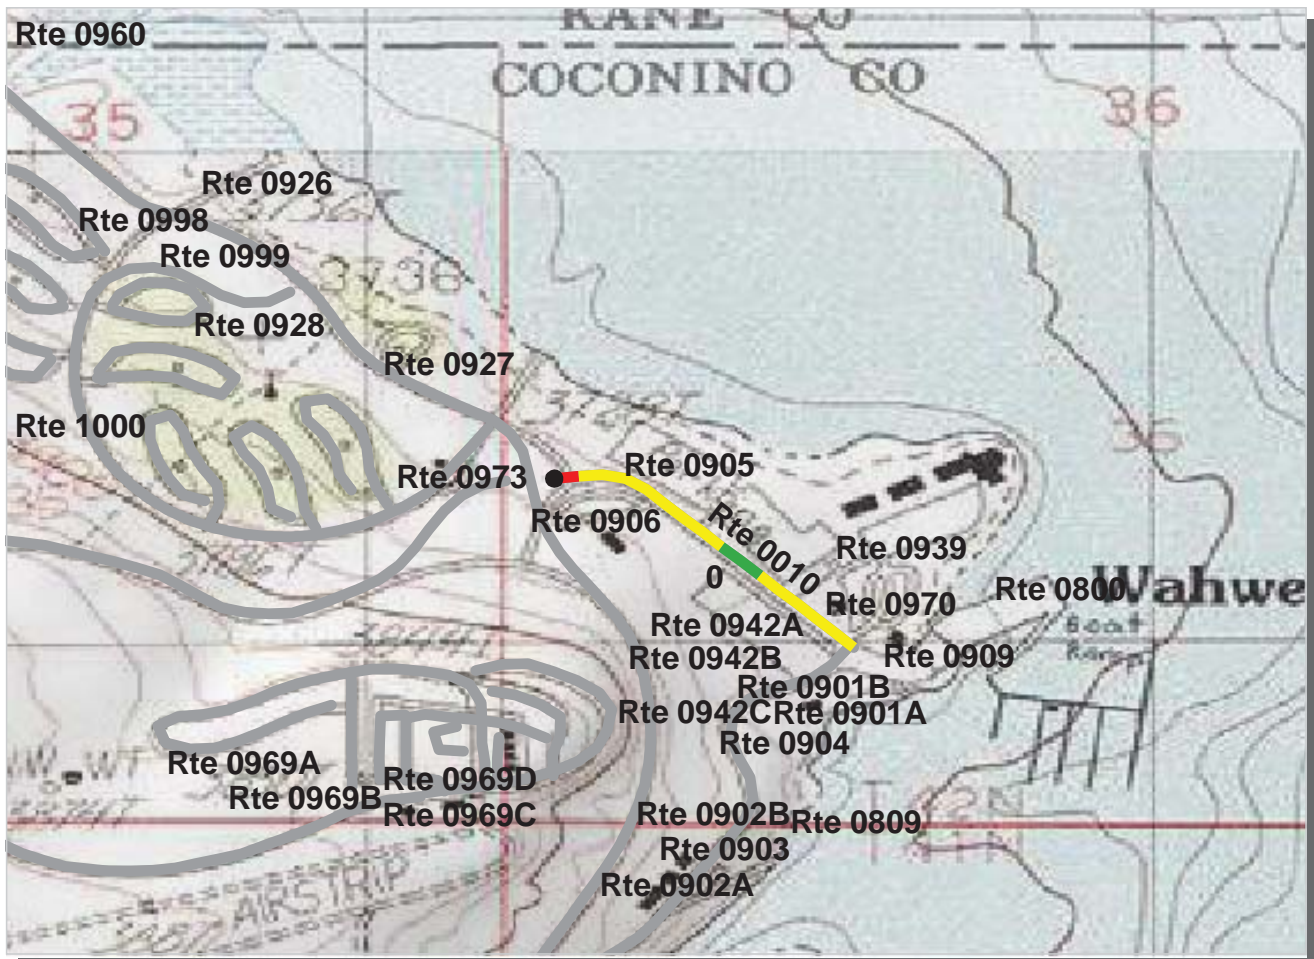 KANE CO
Rte 0960
COCONINO CO
35
36
Rte 0926
Rte 0998
Rte 0999
3736
Rte 0928
Rte 0927
Rte 1000
Rte 0905
Rte 0973
Rte 0906
Rte 0010
Rte 0939
0
Rte 0800
Wahwe
Rte 0970
Rte 0942A
Boat
Ramp
Rte 0942B
Rte 0909
Rte 0901B
Rte 0942C
Rte 0901A
Rte 0904
Rte 0969A
Rte 0969D
Rte 0969B
Rte 0969C
Rte 0902B
Rte 0809
Rte 0903
Rte 0902A
AIRSTRIP